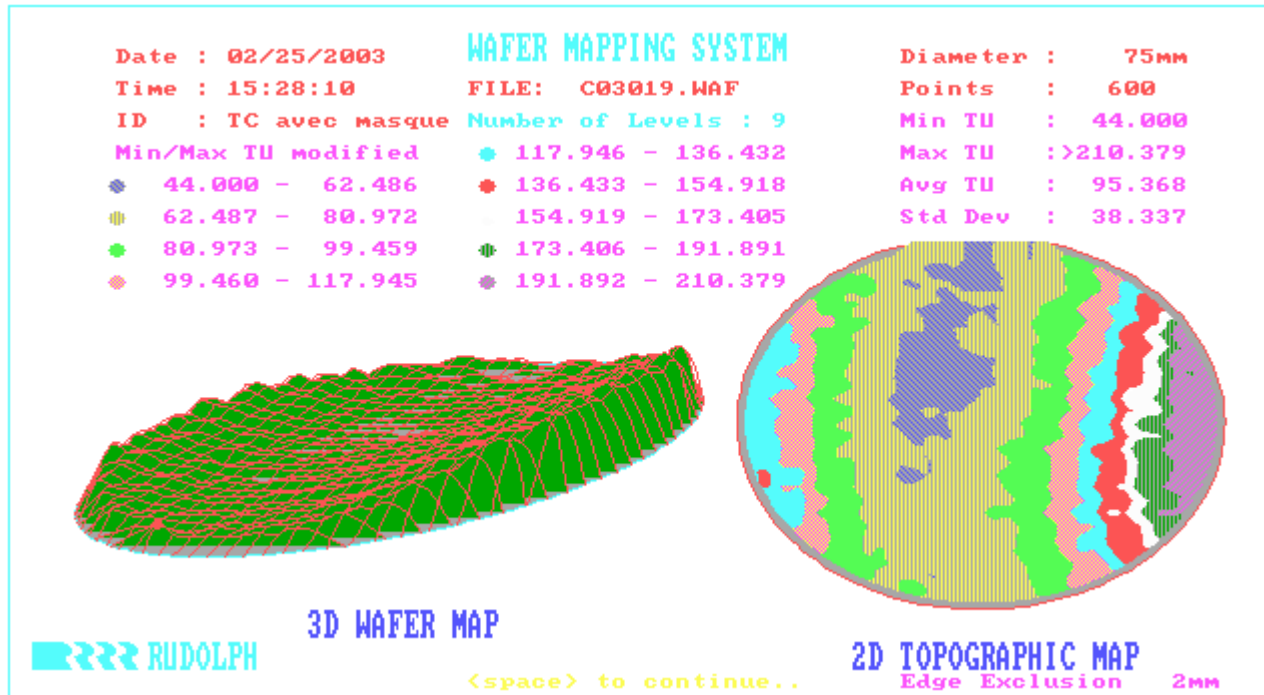 WAFER MAPPING SYSTEM
Date : 02/25/2003
Time : 15:28:10
ID : TC avec masque
Min/Max TU modified
44.000 - 62.486
62.487 - 80.972
80.973 - 99.459
99.460 - 117.945
FILE: C03019.WAF
Number of Levels : 9
117.946 - 136.432
136.433 - 154.918
154.919 - 173.405
173.406 - 191.891
191.892 - 210.379
Diameter : 75mm
Points : 600
Min TU : 44.000
Max TU :>210.379
Avg TU : 95.368
Std Dev : 38.337
3D WAFER MAP
2D TOPOGRAPHIC MAP
RUDOLPH
<space> to continue..
Edge Exclusion 2mm